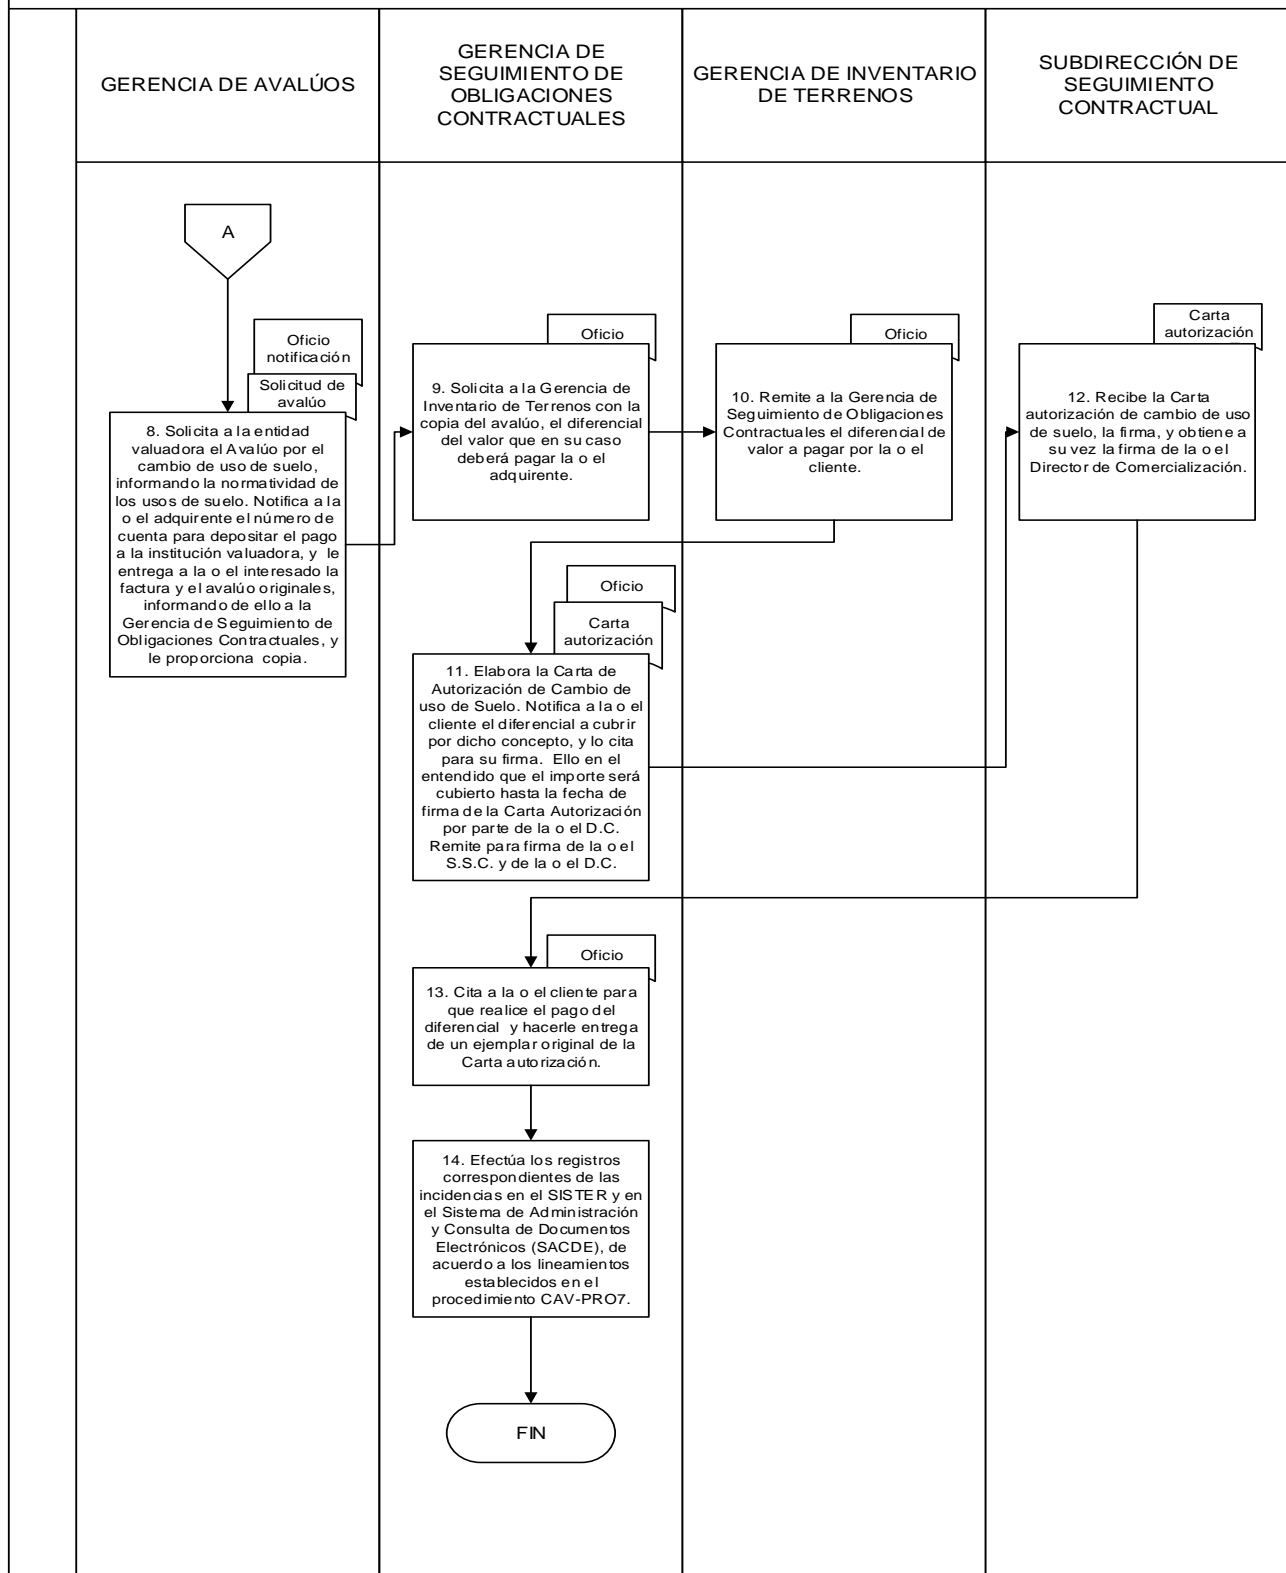 GERENCIA DE AVALÚOS
GERENCIA DE
SEGUIMIENTO DE
OBLIGACIONES
CONTRACTUALES
GERENCIA DE INVENTARIO
DE TERRENOS
SUBDIRECCIÓN DE
SEGUIMIENTO
CONTRACTUAL
A
Oficio
notificación
Solicitud de
avalúo
8. Solicita a la entidad
valuadora el Avalúo por el
cambio de uso de suelo,
informando la normatividad de
los usos de suelo. Notifica a la
o el adquirente el número de
cuenta para depositar el pago
a la institución valuadora, y le
entrega a la o el interesado la
factura y el avalúo originales,
informando de ello a la
Gerencia de Seguimiento de
Obligaciones Contractuales, y
le proporciona copia.
Oficio
9. Solicita a la Gerencia de
Inventario de Terrenos con la
copia del avalúo, el diferencial
del valor que en su caso
deberá pagar la o el
adquirente.
Oficio
10. Remite a la Gerencia de
Seguimiento de Obligaciones
Contractuales el diferencial de
valor a pagar por la o el
cliente.
Oficio
Carta
autorización
11. Elabora la Carta de
Autorización de Cambio de
uso de Suelo. Notifica a la o el
cliente el diferencial a cubrir
por dicho concepto, y lo cita
para su firma. Ello en el
entendido que el importe será
cubierto hasta la fecha de
firma de la Carta Autorización
por parte de la o el D.C.
Remite para firma de la o el
S.S.C. y de la o el D.C.
Carta
autorización
12. Recibe la Carta
autorización de cambio de uso
de suelo, la firma, y obtiene a
su vez la firma de la o el
Director de Comercialización.
Oficio
13. Cita a la o el cliente para
que realice el pago del
diferencial y hacerle entrega
de un ejemplar original de la
Carta autorización.
14. Efectúa los registros
correspondientes de las
incidencias en el SISTER y en
el Sistema de Administración
y Consulta de Documentos
Electrónicos (SACDE), de
acuerdo a los lineamientos
establecidos en el
procedimiento CAV-PRO7.
FIN